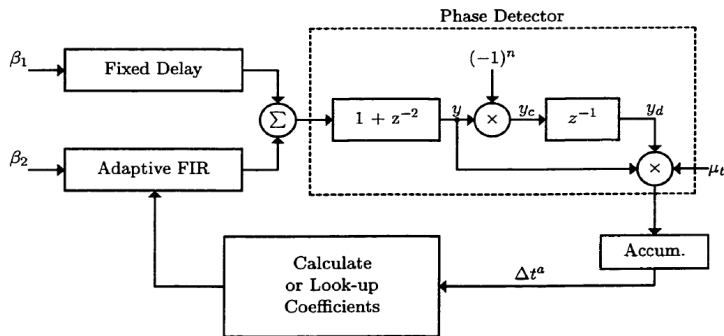 Phase Detector
β₁
Fixed Delay
(−1)ⁿ
Σ
1 + z⁻²
y
×
y_c
z⁻¹
y_d
β₂
Adaptive FIR
×
μ_t
Calculate
or Look-up
Coefficients
Δtᵃ
Accum.